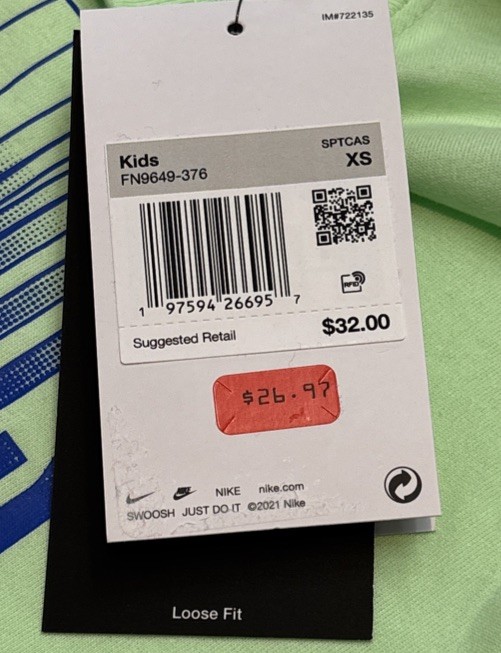 IM#722135
SPTCAS
Kids XS
FN9649-376
RFID
1 97594 26695 7
Suggested Retail $32.00
$26.97
NIKE nike.com
SWOOSH JUST DO IT ©2021 Nike
Loose Fit